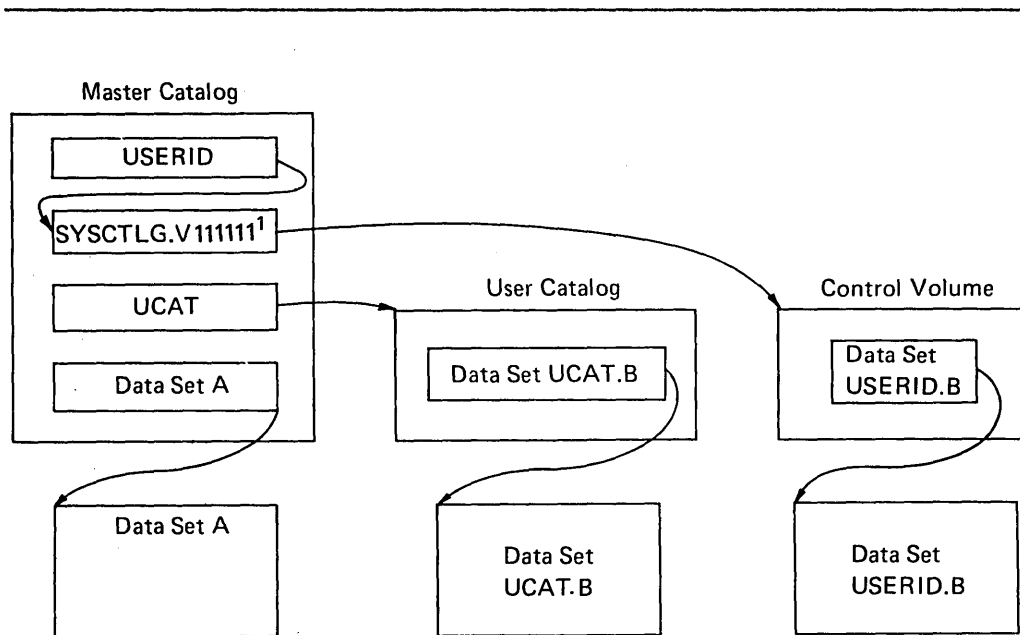 Master Catalog
USERID
SYSCTLG.V111111¹
UCAT
Data Set A
User Catalog
Data Set UCAT.B
Control Volume
Data Set
USERID.B
Data Set A
Data Set
UCAT.B
Data Set
USERID.B